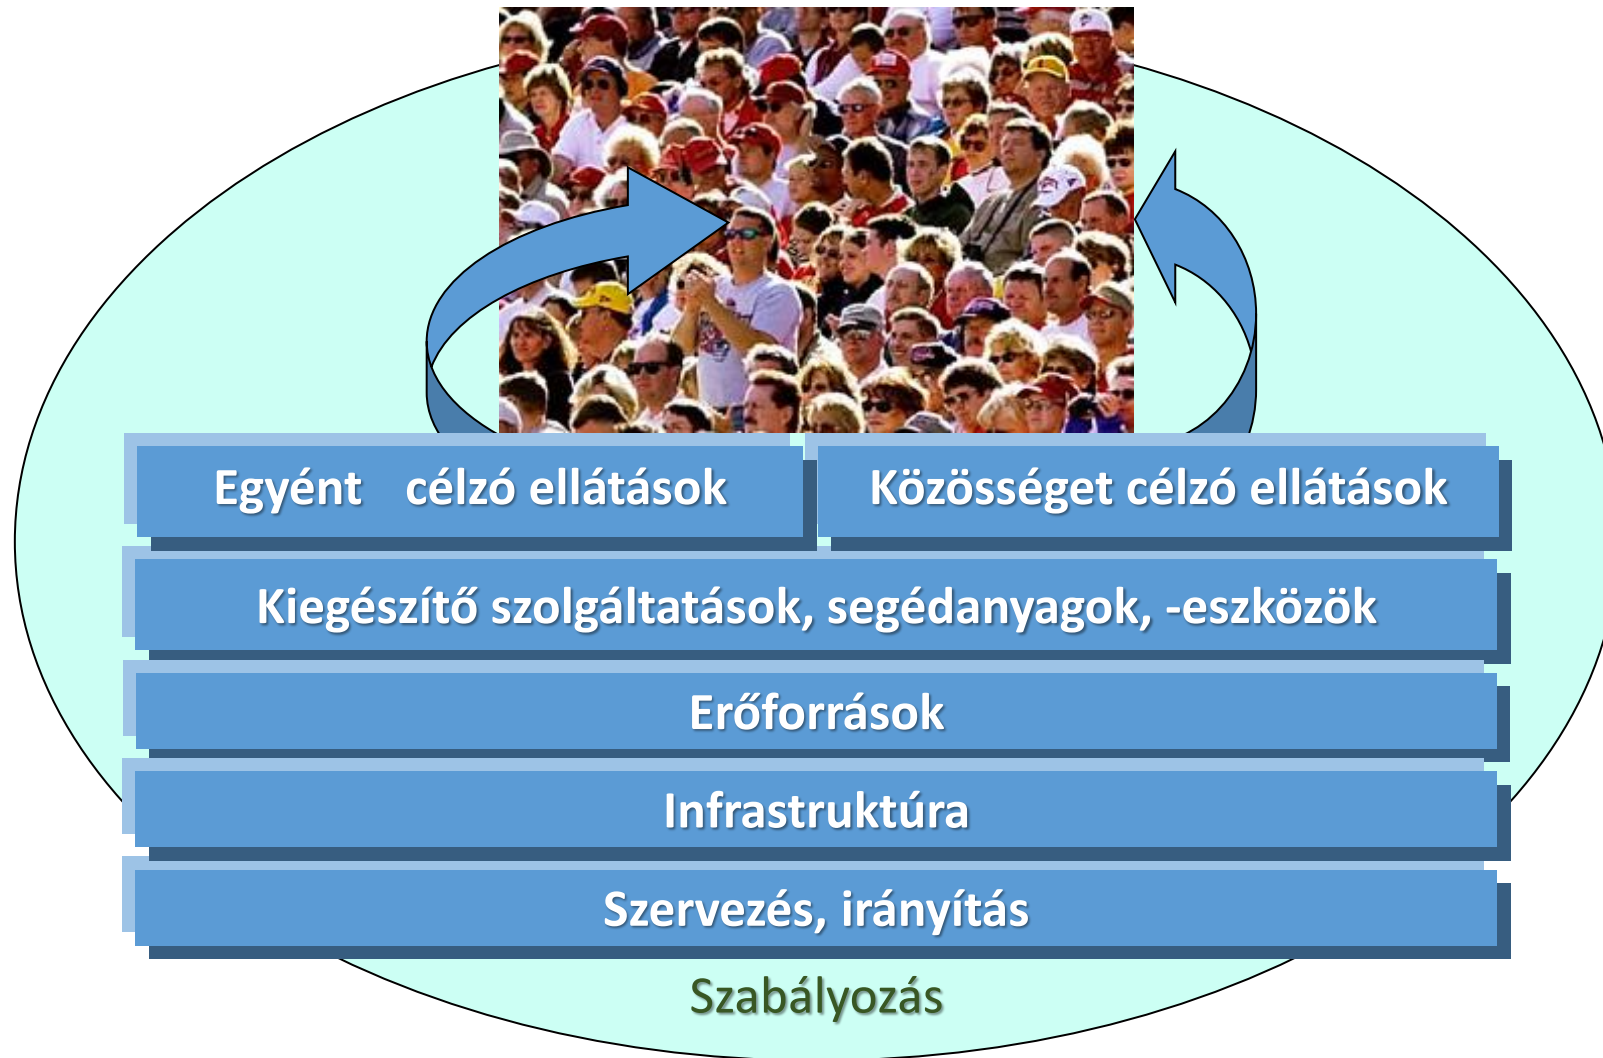 Egyént célzó ellátások
Közösséget célzó ellátások
Kiegészítő szolgáltatások, segédanyagok, -eszközök
Erőforrások
Infrastruktúra
Szervezés, irányítás
Szabályozás